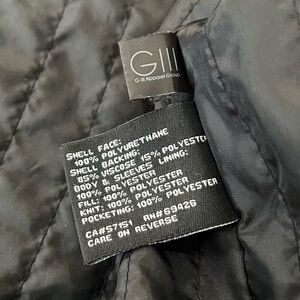 GIII
G-III Apparel Group
SHELL FACE:
100% POLYURETHANE
SHELL BACKING:
85% VISCOSE 15% POLYESTER
BODY & SLEEVES LINING:
100% POLYESTER
FILL: 100% POLYESTER
KNIT: 100% POLYESTER
POCKETING: 100% POLYESTER
CA#57151 RN#69426
CARE ON REVERSE